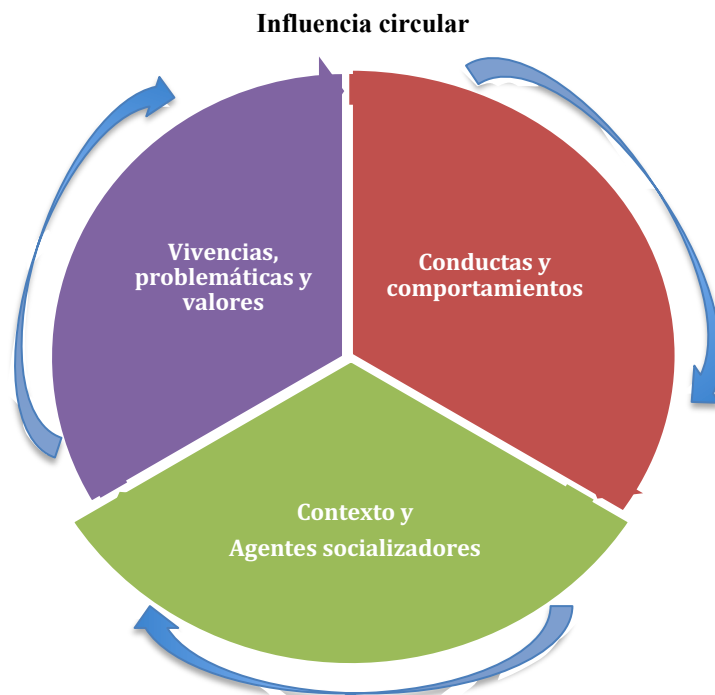 Influencia circular
Vivencias,
problemáticas y
valores
Conductas y
comportamientos
Contexto y
Agentes socializadores